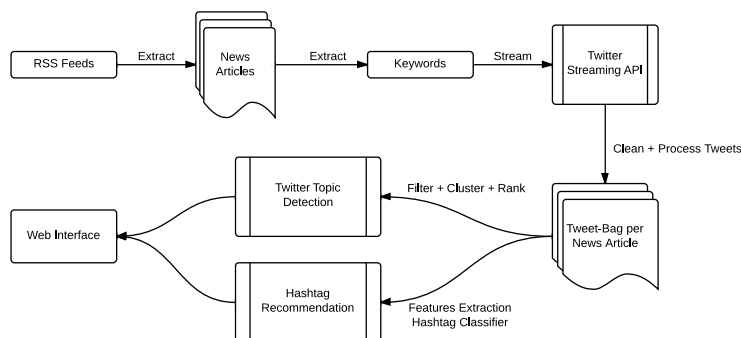 RSS Feeds
Extract
News
Articles
Extract
Keywords
Stream
Twitter
Streaming API
Clean + Process Tweets
Tweet-Bag per
News Article
Filter + Cluster + Rank
Twitter Topic
Detection
Web Interface
Features Extraction
Hashtag Classifier
Hashtag
Recommendation